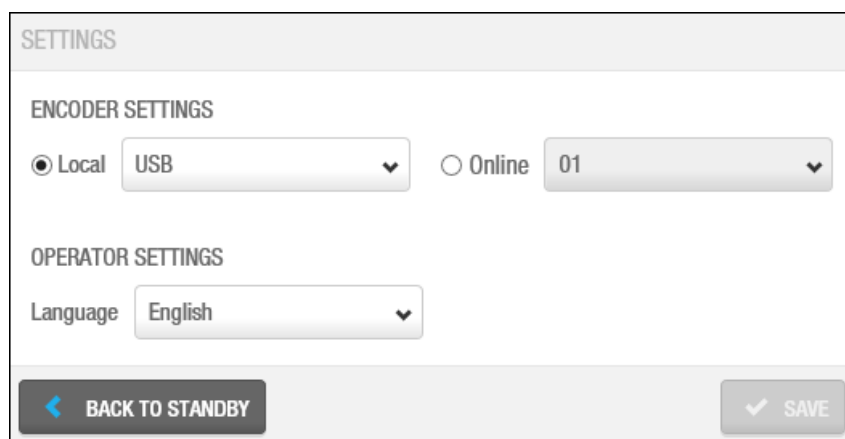 SETTINGS
ENCODER SETTINGS
Local USB Online 01
OPERATOR SETTINGS
Language English
BACK TO STANDBY SAVE